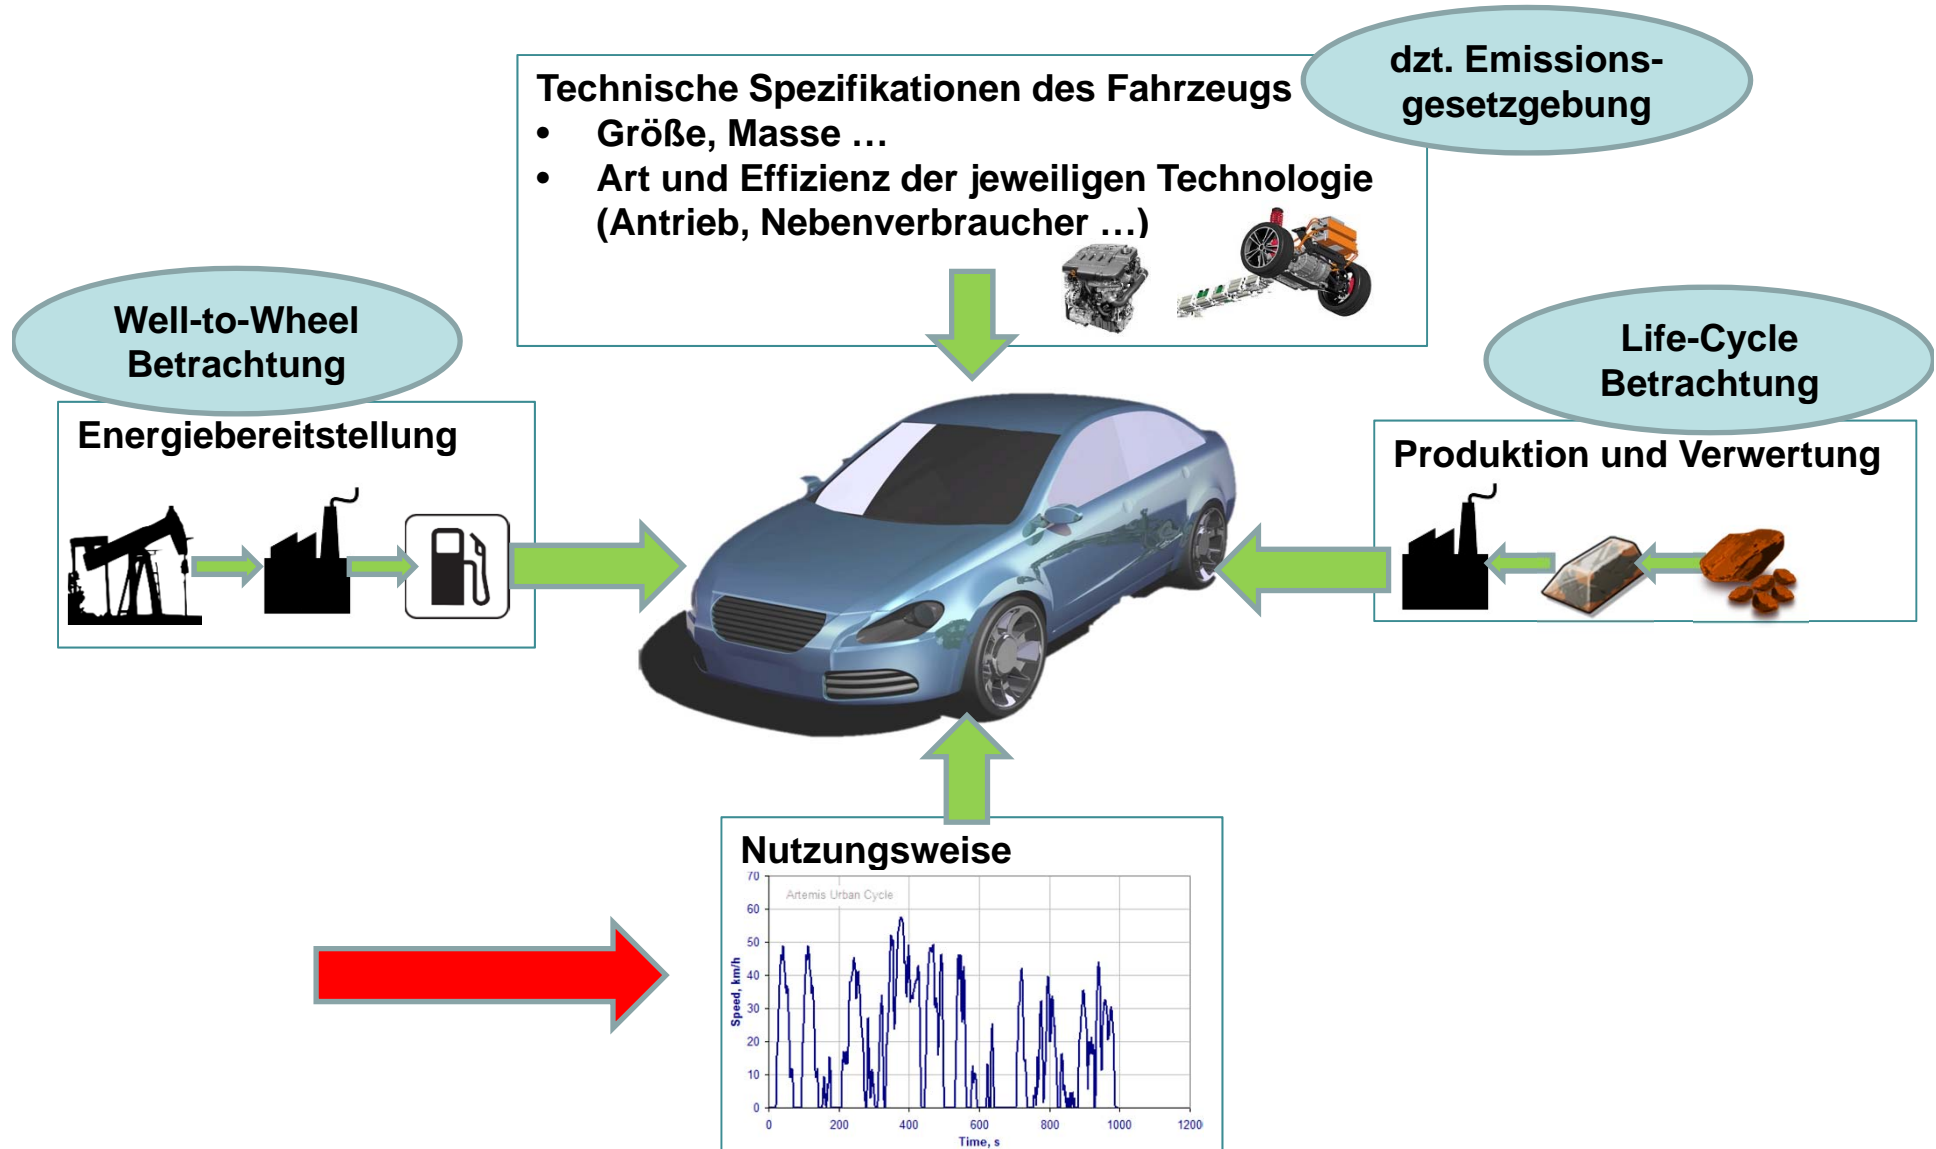 dzt. Emissions-
gesetzgebung
Technische Spezifikationen des Fahrzeugs
• Größe, Masse …
• Art und Effizienz der jeweiligen Technologie
(Antrieb, Nebenverbraucher …)
Well-to-Wheel
Betrachtung
Energiebereitstellung
Life-Cycle
Betrachtung
Produktion und Verwertung
Nutzungsweise
Artemis Urban Cycle
Speed, km/h
70
60
50
40
30
20
10
0
0 200 400 600 800 1000 1200
Time, s